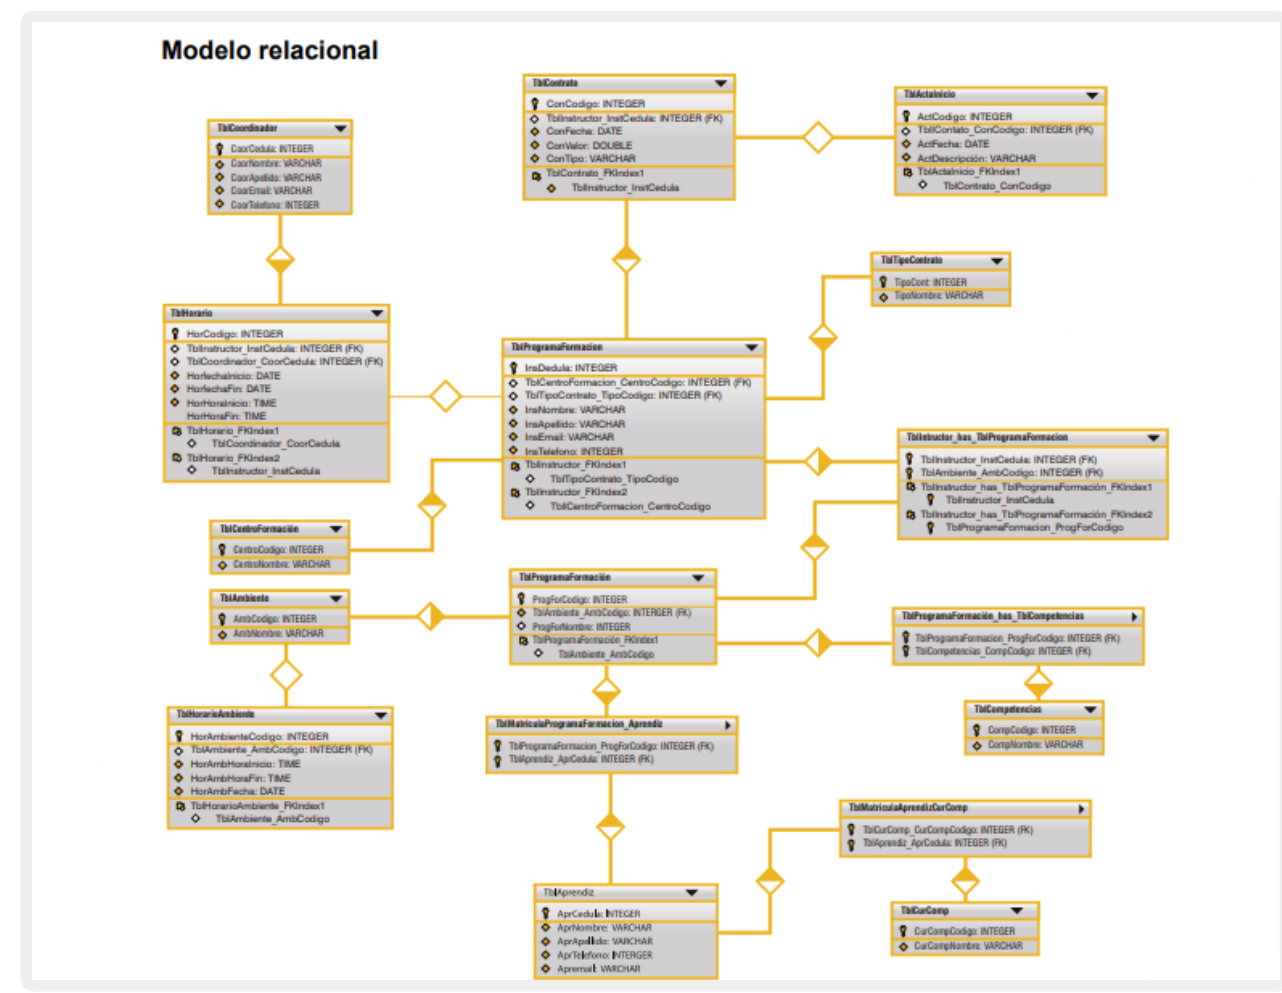 Modelo relacional
TblContrato
ConCodigo: INTEGER
TblInstructor_InstCedula: INTEGER (FK)
ConFecha: DATE
ConValor: DOUBLE
ConTipo: VARCHAR
TblContrato_FKIndex1
TblInstructor_InstCedula
TblActaInicio
ActCodigo: INTEGER
TbllContato_ConCodigo: INTEGER (FK)
ActFecha: DATE
ActDescripción: VARCHAR
TblActaInicio_FKIndex1
TblContrato_ConCodigo
TblCoordinador
CoorCedula: INTEGER
CoorNombre: VARCHAR
CoorApellido: VARCHAR
CoorEmail: VARCHAR
CoorTelefono: INTEGER
TblTipoContrato
TipoCont: INTEGER
TipoNombre: VARCHAR
TblHorario
HorCodigo: INTEGER
TblInstructor_InstCedula: INTEGER (FK)
TblCoordinador_CoorCedula: INTEGER (FK)
HorfechaInicio: DATE
HorfechaFin: DATE
HorHoraInicio: TIME
HorHoraFin: TIME
TblHorario_FKIndex1
TblCoordinador_CoorCedula
TblHorario_FKIndex2
TblInstructor_InstCedula
TblProgramaFormacion
InsDedula: INTEGER
TblCentroFormacion_CentroCodigo: INTEGER (FK)
TblTipoContrato_TipoCodigo: INTEGER (FK)
InsNombre: VARCHAR
InsApellido: VARCHAR
InsEmail: VARCHAR
InsTelefono: INTEGER
TblInstructor_FKIndex1
TblTipoContrato_TipoCodigo
TblInstructor_FKIndex2
TbllCentroFormacion_CentroCodigo
TblIntructor_has_TblProgramaFormacion
TblInstructor_InstCedula: INTEGER (FK)
TblAmbiente_AmbCodigo: INTEGER (FK)
TblInstructor_has_TblProgramaFormación_FKIndex1
TblInstructor_InstCedula
TblInstructor_has_TblProgramaFormación_FKIndex2
TblProgramaFormacion_ProgForCodigo
TblCentroFormación
CentroCodigo: INTEGER
CentroNombre: VARCHAR
TblAmbiente
AmbCodigo: INTEGER
AmbNombre: VARCHAR
TblProgramaFormación
ProgForCodigo: INTEGER
TblAmbiente_AmbCodigo: INTERGER (FK)
ProgForNombre: INTEGER
TblProgramaFormación_FKIndex1
TblAmbiente_AmbCodigo
TblProgramaFormación_has_TblCompetencias
TblProgramaFormacion_ProgForCodigo: INTEGER (FK)
TblCompetencias_CompCodigo: INTEGER (FK)
TblCompetencias
CompCodigo: INTEGER
CompNombre: VARCHAR
TblHorarioAmbiente
HorAmbienteCodigo: INTEGER
TblAmbiente_AmbCodigo: INTEGER (FK)
HorAmbHoraInicio: TIME
HorAmbHoraFin: TIME
HorAmbFecha: DATE
TblHorarioAmbiente_FKIndex1
TblAmbiente_AmbCodigo
TblMatriculaProgramaFormacion_Aprendiz
TblProgramaFormacion_ProgForCodigo: INTEGER (FK)
TblAprendiz_AprCedula: INTEGER (FK)
TblMatriculaAprendizCurComp
TblCurComp_CurCompCodigo: INTEGER (FK)
TblAprendiz_AprCedula: INTEGER (FK)
TblAprendiz
AprCedula: INTEGER
AprNombre: VARCHAR
AprApellido: VARCHAR
AprTelefono: INTERGER
Apremail: VARCHAR
TblCurComp
CurCompCodigo: INTEGER
CurCompNombre: VARCHAR